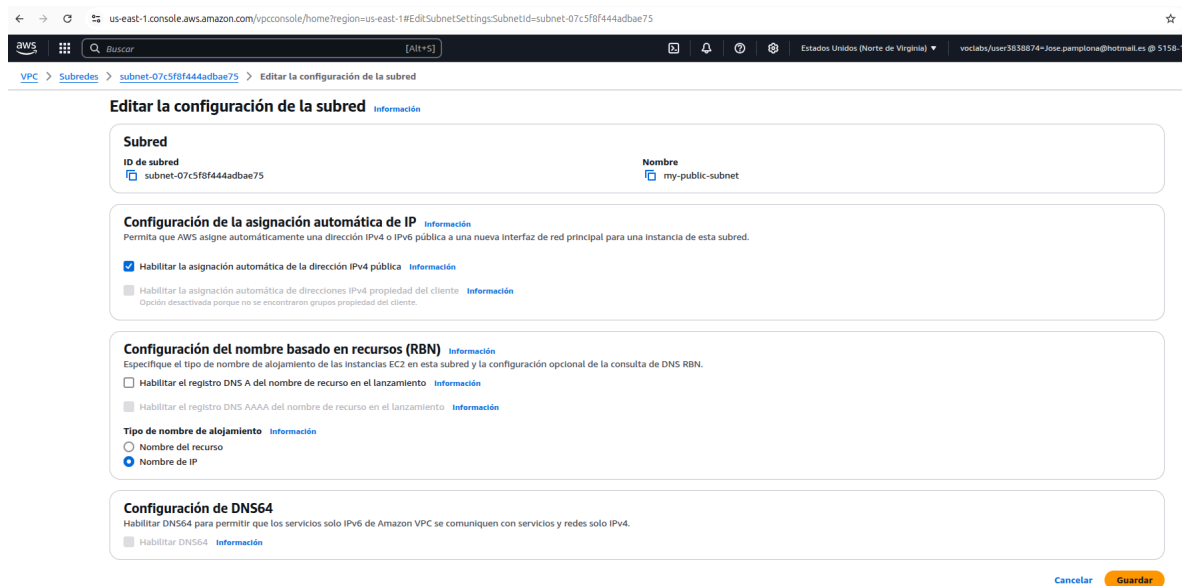 us-east-1.console.aws.amazon.com/vpcconsole/home?region=us-east-1#EditSubnetSettings:SubnetId=subnet-07c5f8f444adbae75
aws Buscar [Alt+S] Estados Unidos (Norte de Virginia) ▼ voclabs/user3838874=Jose.pamplona@hotmail.es @ 5158-1
VPC > Subredes > subnet-07c5f8f444adbae75 > Editar la configuración de la subred
Editar la configuración de la subred Información
Subred
ID de subred Nombre
subnet-07c5f8f444adbae75 my-public-subnet
Configuración de la asignación automática de IP Información
Permita que AWS asigne automáticamente una dirección IPv4 o IPv6 pública a una nueva interfaz de red principal para una instancia de esta subred.
Habilitar la asignación automática de la dirección IPv4 pública Información
Habilitar la asignación automática de direcciones IPv4 propiedad del cliente Información
Opción desactivada porque no se encontraron grupos propiedad del cliente.
Configuración del nombre basado en recursos (RBN) Información
Especifique el tipo de nombre de alojamiento de las instancias EC2 en esta subred y la configuración opcional de la consulta de DNS RBN.
Habilitar el registro DNS A del nombre de recurso en el lanzamiento Información
Habilitar el registro DNS AAAA del nombre de recurso en el lanzamiento Información
Tipo de nombre de alojamiento Información
Nombre del recurso
Nombre de IP
Configuración de DNS64
Habilitar DNS64 para permitir que los servicios solo IPv6 de Amazon VPC se comuniquen con servicios y redes solo IPv4.
Habilitar DNS64 Información
Cancelar Guardar